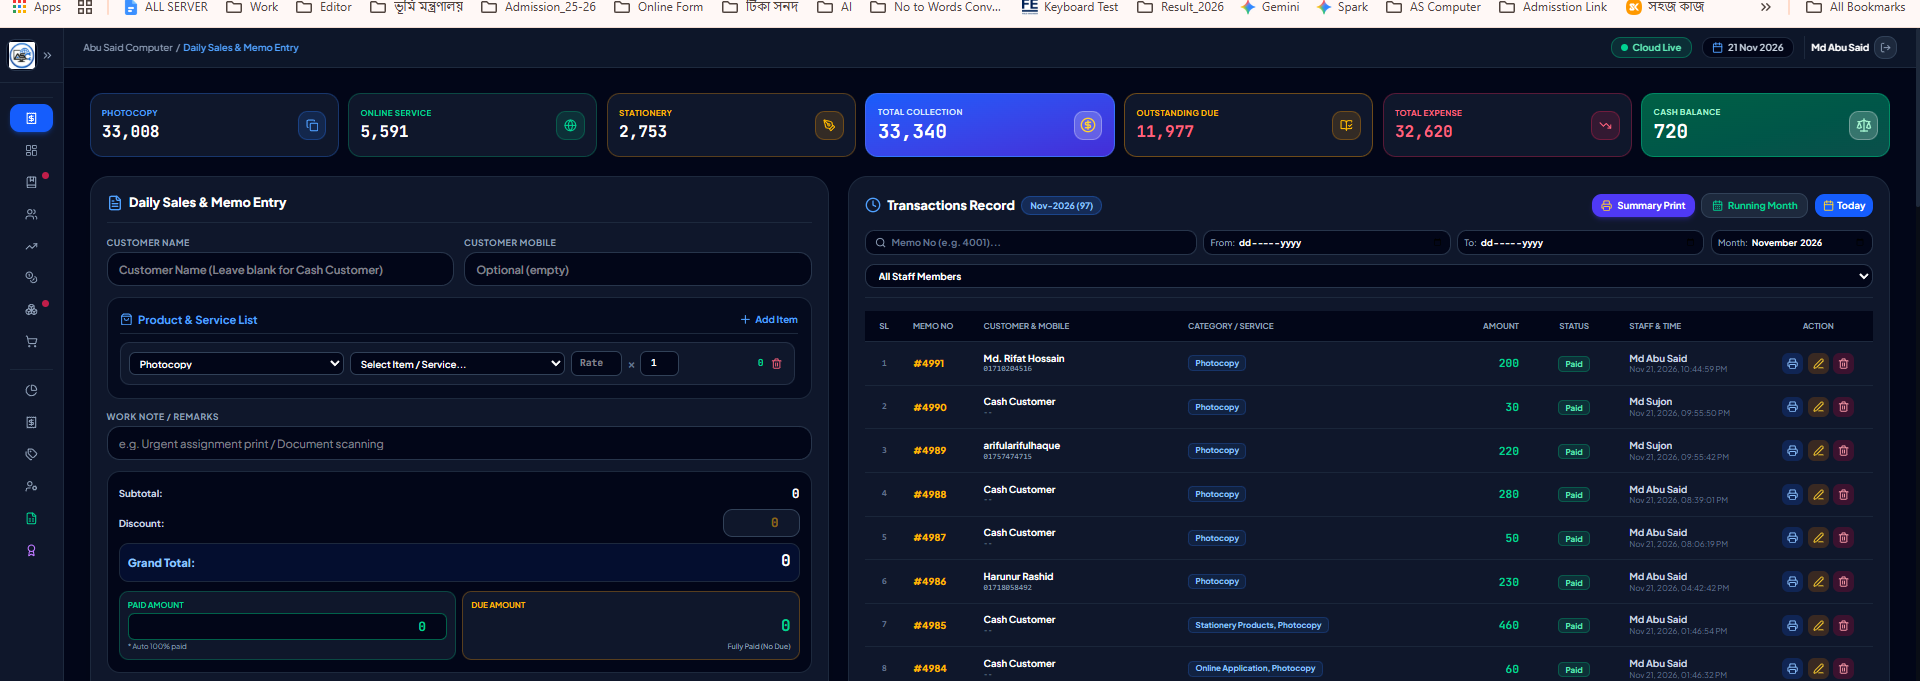 Apps
ALL SERVER
Work
Editor
ভূমি মন্ত্রণালয়
Admission_25-26
Online Form
টিকা সনদ
AI
No to Words Conv...
FE Keyboard Test
Result_2026
Gemini
Spark
AS Computer
Admisstion Link
সহজ কাজ
All Bookmarks
Abu Said Computer / Daily Sales & Memo Entry
Cloud Live
21 Nov 2026
Md Abu Said
PHOTOCOPY
33,008
ONLINE SERVICE
5,591
STATIONERY
2,753
TOTAL COLLECTION
33,340
OUTSTANDING DUE
11,977
TOTAL EXPENSE
32,620
CASH BALANCE
720
Daily Sales & Memo Entry
CUSTOMER NAME
Customer Name (Leave blank for Cash Customer)
CUSTOMER MOBILE
Optional (empty)
Product & Service List
+ Add Item
Photocopy
Select Item / Service...
Rate
×
1
0
WORK NOTE / REMARKS
e.g. Urgent assignment print / Document scanning
Subtotal:
0
Discount:
0
Grand Total:
0
PAID AMOUNT
0
* Auto 100% paid
DUE AMOUNT
0
Fully Paid (No Due)
Transactions Record
Nov-2026 (97)
Summary Print
Running Month
Today
Memo No (e.g. 4001)...
From: dd-----yyyy
To: dd-----yyyy
Month: November 2026
All Staff Members
SL MEMO NO CUSTOMER & MOBILE CATEGORY / SERVICE AMOUNT STATUS STAFF & TIME ACTION
1 #4991 Md. Rifat Hossain Photocopy 200 Paid Md Abu Said
01710204516 Nov 21, 2026, 10:44:59 PM
2 #4990 Cash Customer Photocopy 30 Paid Md Sujon
-- Nov 21, 2026, 09:55:50 PM
3 #4989 arifularifulhaque Photocopy 220 Paid Md Sujon
01757474715 Nov 21, 2026, 09:55:42 PM
4 #4988 Cash Customer Photocopy 280 Paid Md Abu Said
-- Nov 21, 2026, 08:39:01 PM
5 #4987 Cash Customer Photocopy 50 Paid Md Abu Said
-- Nov 21, 2026, 08:06:19 PM
6 #4986 Harunur Rashid Photocopy 230 Paid Md Abu Said
01718058492 Nov 21, 2026, 04:42:42 PM
7 #4985 Cash Customer Stationery Products, Photocopy 460 Paid Md Abu Said
-- Nov 21, 2026, 01:46:54 PM
8 #4984 Cash Customer Online Application, Photocopy 60 Paid Md Abu Said
-- Nov 21, 2026, 01:46:32 PM